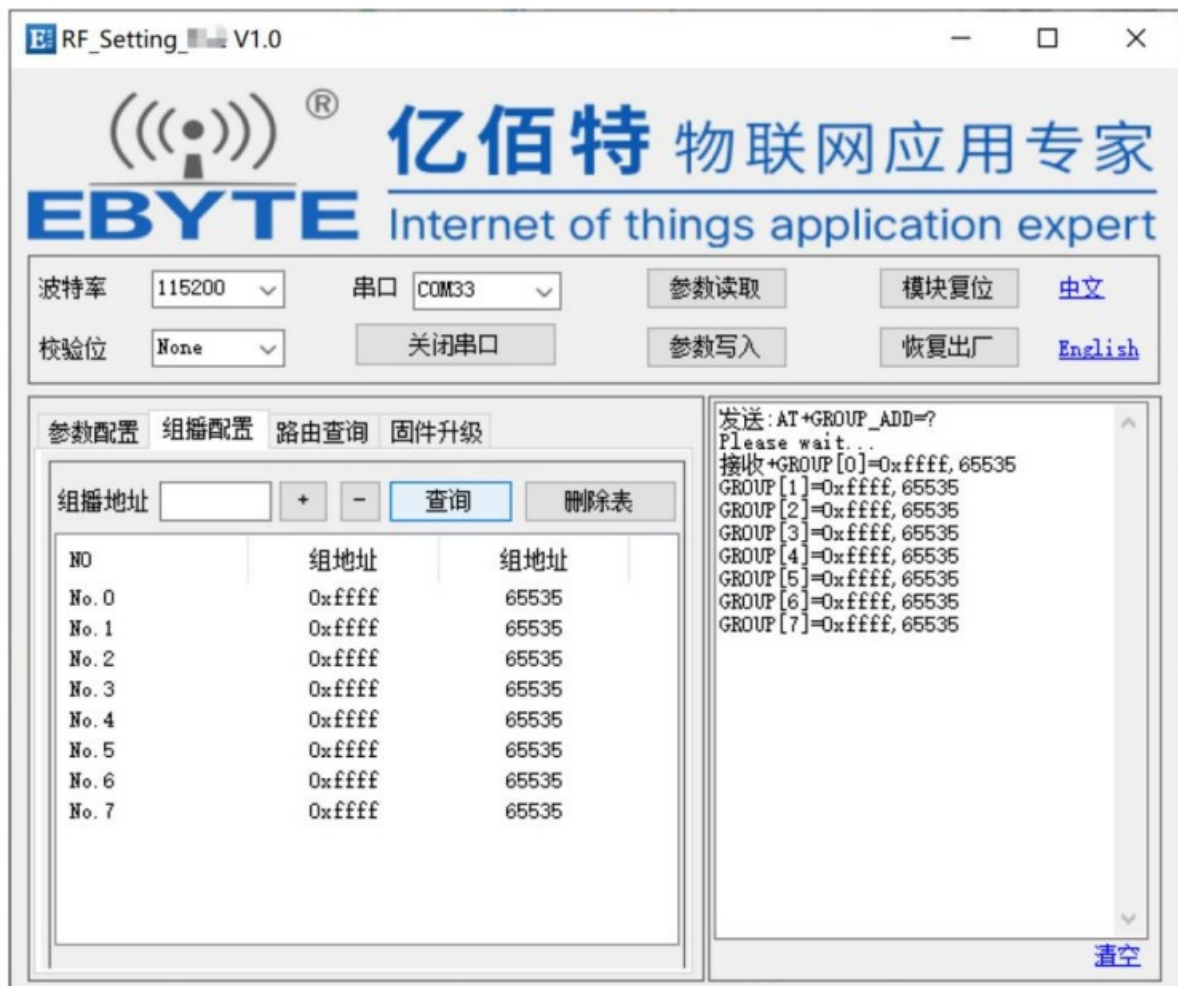 RF_Setting_ V1.0
®
亿佰特 物联网应用专家
EBYTE
Internet of things application expert
波特率 115200 串口 COM33 参数读取 模块复位 中文
校验位 None 关闭串口 参数写入 恢复出厂 English
参数配置 组播配置 路由查询 固件升级
组播地址 + - 查询 删除表
NO 组地址 组地址
No.0 0xffff 65535
No.1 0xffff 65535
No.2 0xffff 65535
No.3 0xffff 65535
No.4 0xffff 65535
No.5 0xffff 65535
No.6 0xffff 65535
No.7 0xffff 65535
发送:AT+GROUP_ADD=?
Please wait...
接收+GROUP[0]=0xffff,65535
GROUP[1]=0xffff,65535
GROUP[2]=0xffff,65535
GROUP[3]=0xffff,65535
GROUP[4]=0xffff,65535
GROUP[5]=0xffff,65535
GROUP[6]=0xffff,65535
GROUP[7]=0xffff,65535
清空